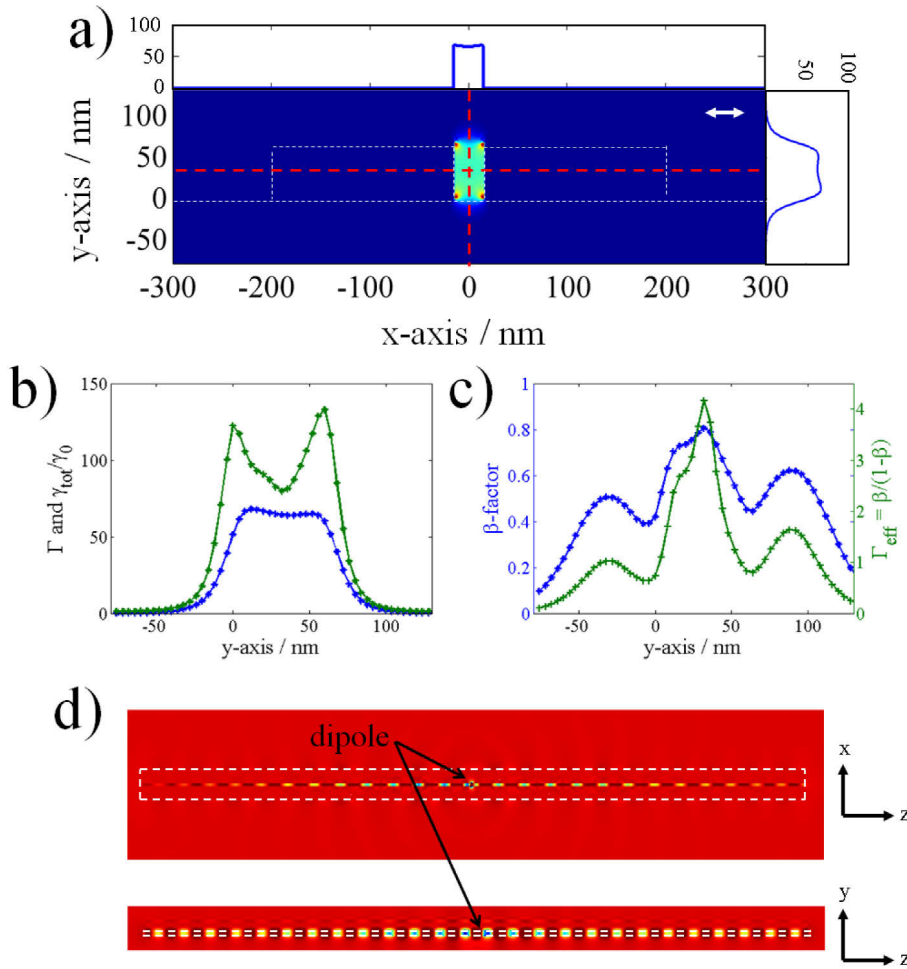 a)
100
50
0
100
50
0
-50
y-axis / nm
50
100
-300 -200 -100 0 100 200 300
x-axis / nm
b)
150
100
50
0
Γ and γtot/γ0
-50 0 50 100
y-axis / nm
c)
1
0.8
0.6
0.4
0.2
0
β-factor
4
3
2
1
0
Γeff = β/(1-β)
-50 0 50 100
y-axis / nm
d)
dipole
x
z
y
z